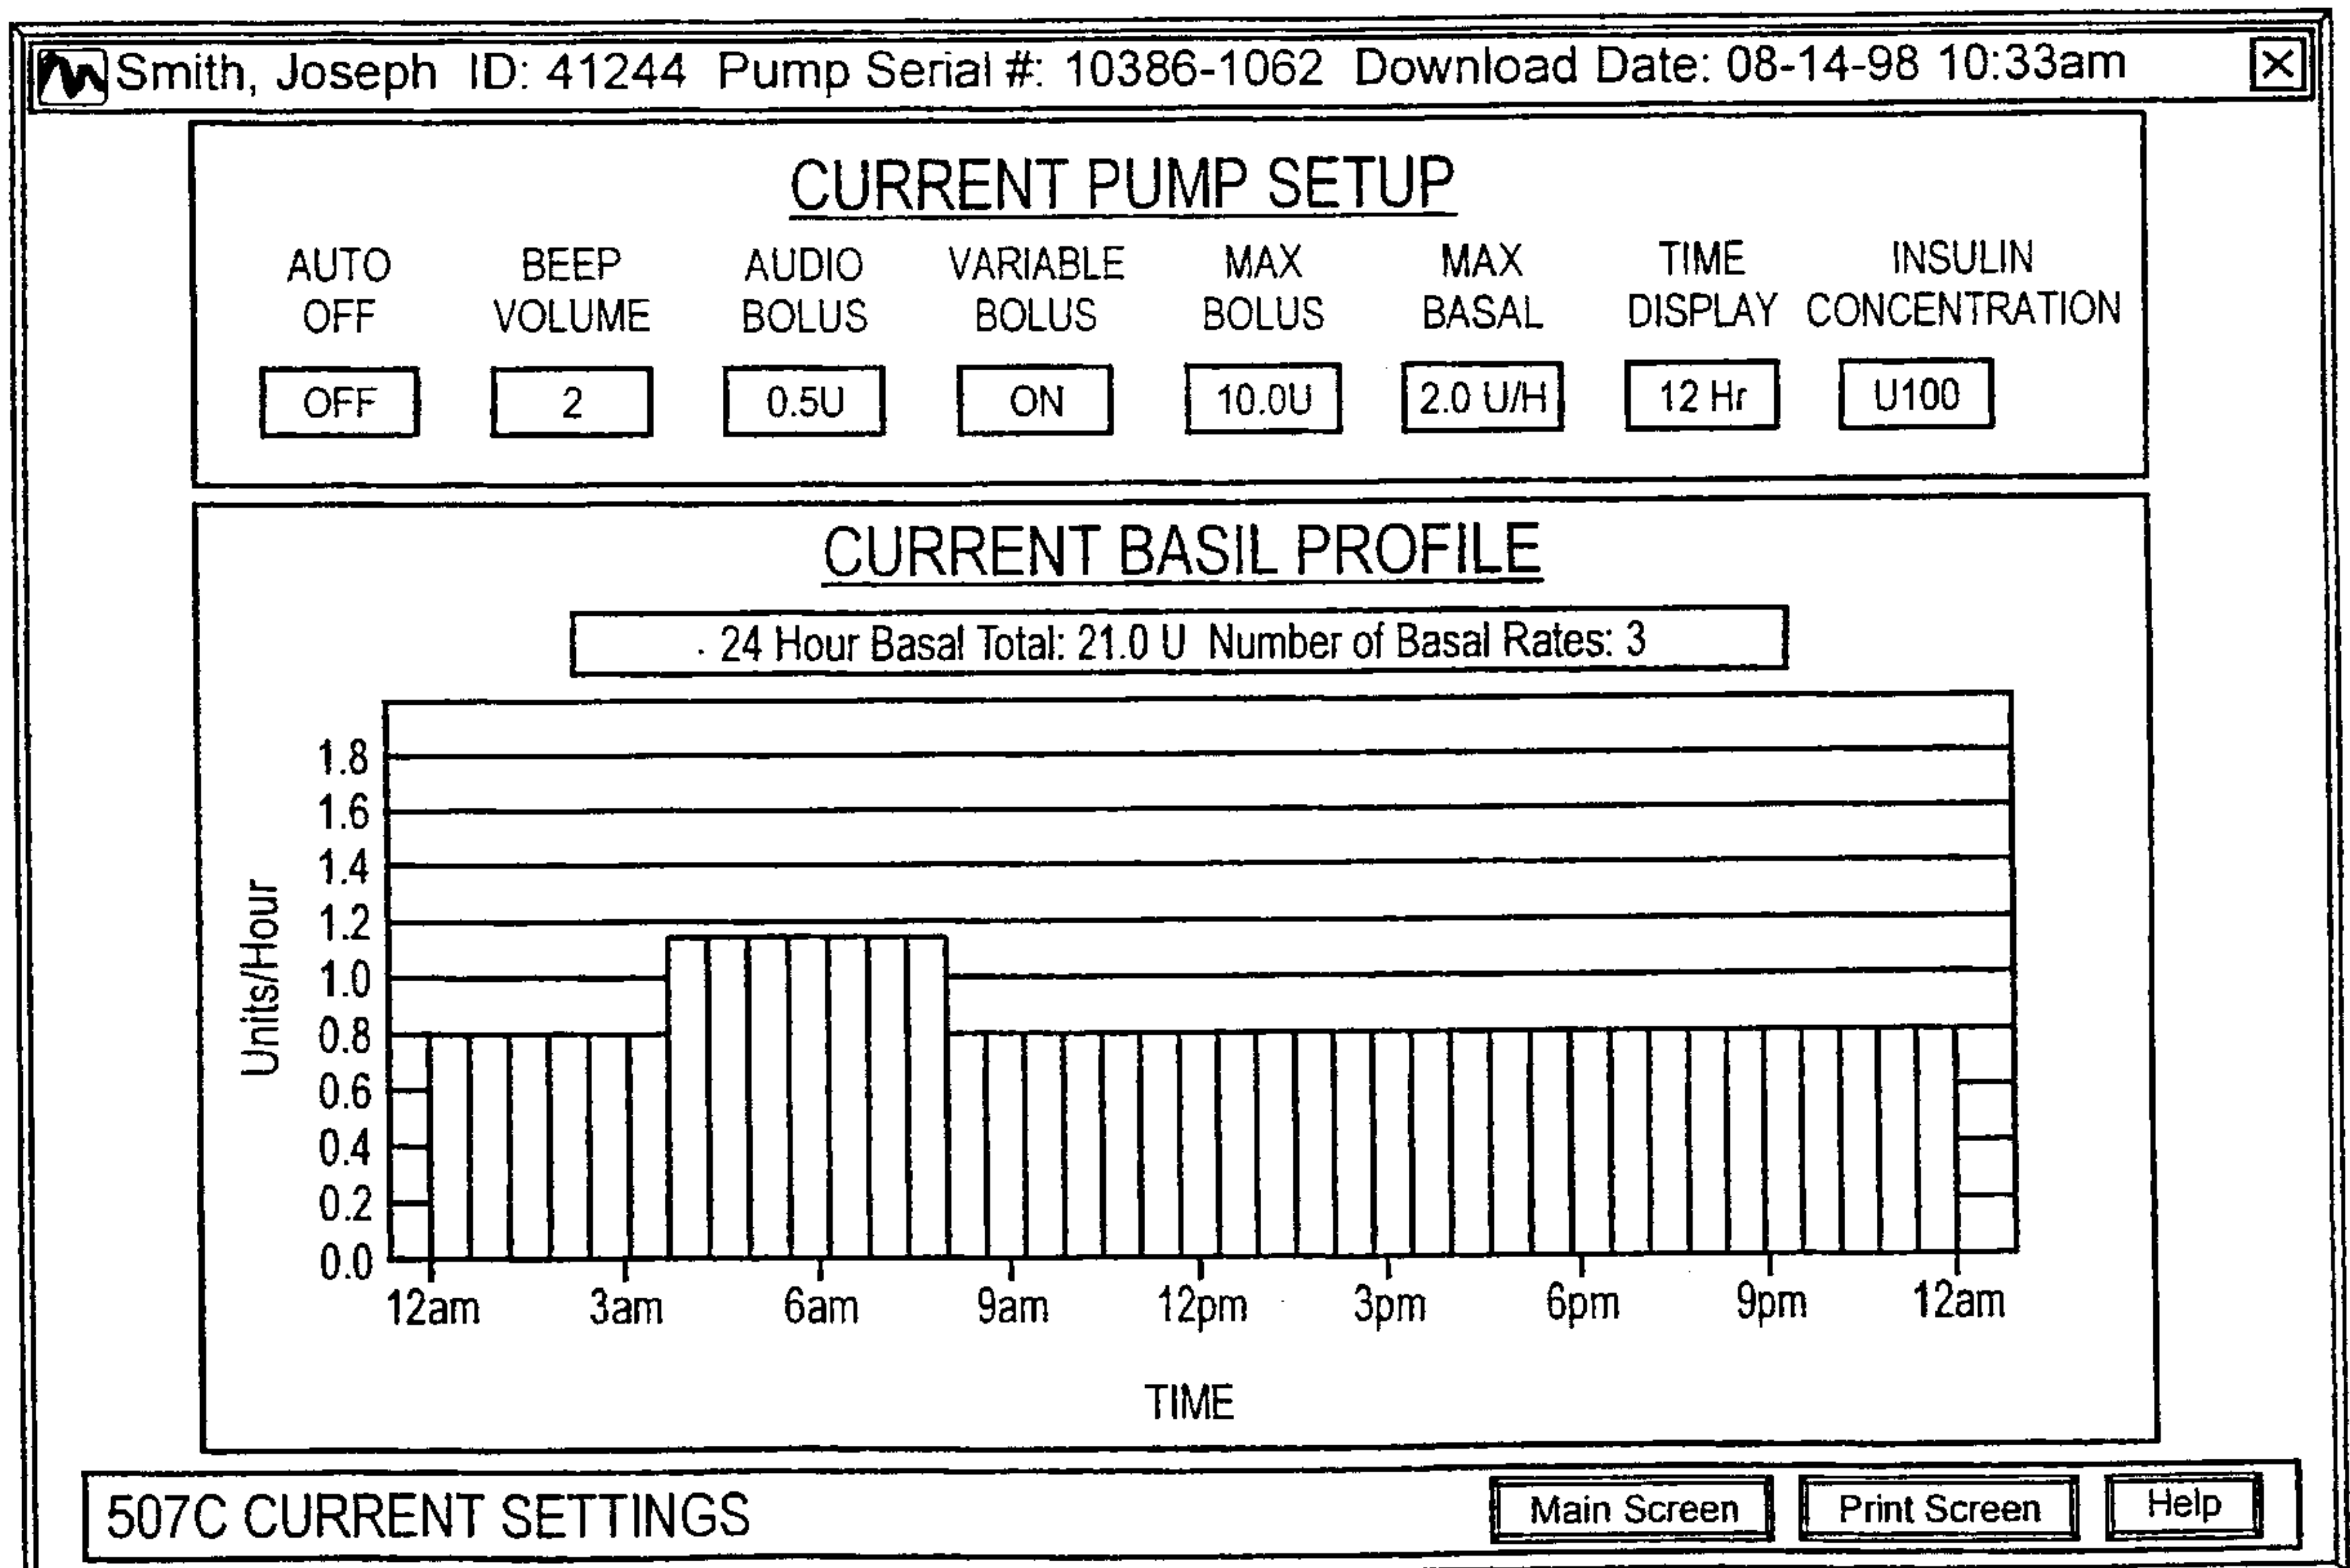 Smith, Joseph ID: 41244 Pump Serial #: 10386-1062 Download Date: 08-14-98 10:33am
CURRENT PUMP SETUP
AUTO OFF
BEEP VOLUME
AUDIO BOLUS
VARIABLE BOLUS
MAX BOLUS
MAX BASAL
TIME DISPLAY
INSULIN CONCENTRATION
OFF 2 0.5U ON 10.0U 2.0 U/H 12 Hr U100
CURRENT BASIL PROFILE
24 Hour Basal Total: 21.0 U Number of Basal Rates: 3
Units/Hour
1.8
1.6
1.4
1.2
1.0
0.8
0.6
0.4
0.2
0.0
12am 3am 6am 9am 12pm 3pm 6pm 9pm 12am
TIME
507C CURRENT SETTINGS Main Screen Print Screen Help